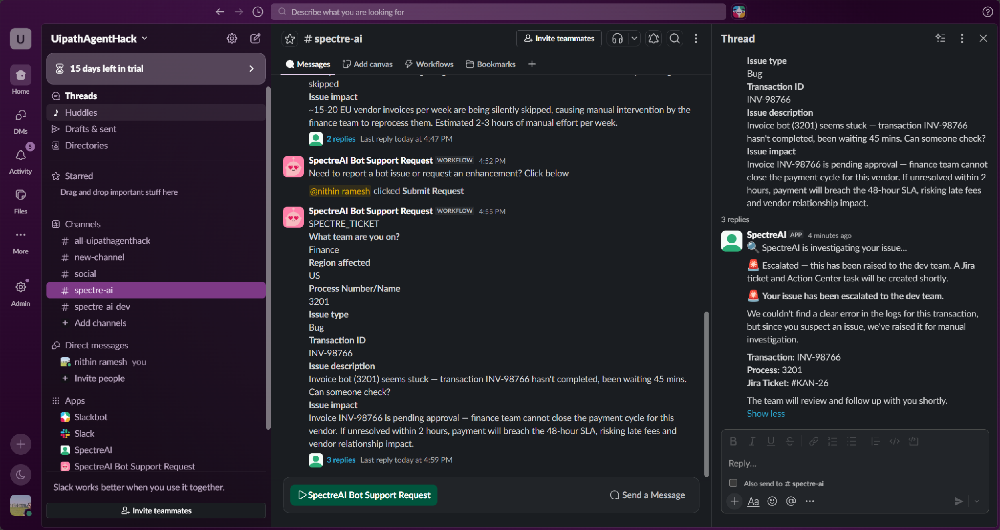 Describe what you are looking for
U
Home
DMs
5
Activity
Files
More
Admin
UipathAgentHack
15 days left in trial
Threads
Huddles
Drafts & sent
Directories
Starred
Drag and drop important stuff here
Channels
# all-uipathagenthack
# new-channel
# social
# spectre-ai
# spectre-ai-dev
+ Add channels
Direct messages
nithin ramesh you
+ Invite people
Apps
Slackbot
Slack
SpectreAI
SpectreAI Bot Support Request
Slack works better when you use it together.
Invite teammates
# spectre-ai
Invite teammates
Messages
Add canvas
Workflows
Bookmarks
skipped
Issue impact
~15-20 EU vendor invoices per week are being silently skipped, causing manual intervention by the
finance team to reprocess them. Estimated 2-3 hours of manual effort per week.
2 replies Last reply today at 4:47 PM
SpectreAI Bot Support Request WORKFLOW 4:52 PM
Need to report a bot issue or request an enhancement? Click below
@nithin ramesh clicked Submit Request
SpectreAI Bot Support Request WORKFLOW 4:55 PM
SPECTRE_TICKET
What team are you on?
Finance
Region affected
US
Process Number/Name
3201
Issue type
Bug
Transaction ID
INV-98766
Issue description
Invoice bot (3201) seems stuck — transaction INV-98766 hasn't completed, been waiting 45 mins.
Can someone check?
Issue impact
Invoice INV-98766 is pending approval — finance team cannot close the payment cycle for this
vendor. If unresolved within 2 hours, payment will breach the 48-hour SLA, risking late fees and
vendor relationship impact.
3 replies Last reply today at 4:59 PM
SpectreAI Bot Support Request
Send a Message
Thread
Issue type
Bug
Transaction ID
INV-98766
Issue description
Invoice bot (3201) seems stuck — transaction INV-98766
hasn't completed, been waiting 45 mins. Can someone check?
Issue impact
Invoice INV-98766 is pending approval — finance team cannot
close the payment cycle for this vendor. If unresolved within 2
hours, payment will breach the 48-hour SLA, risking late fees
and vendor relationship impact.
3 replies
SpectreAI APP 4 minutes ago
🔍 SpectreAI is investigating your issue...
🚨 Escalated — this has been raised to the dev team. A Jira
ticket and Action Center task will be created shortly.
🚨 Your issue has been escalated to the dev team.
We couldn't find a clear error in the logs for this transaction,
but since you suspect an issue, we've raised it for manual
investigation.
Transaction: INV-98766
Process: 3201
Jira Ticket: #KAN-26
The team will review and follow up with you shortly.
Show less
B I U S
Reply...
Also send to # spectre-ai
Aa